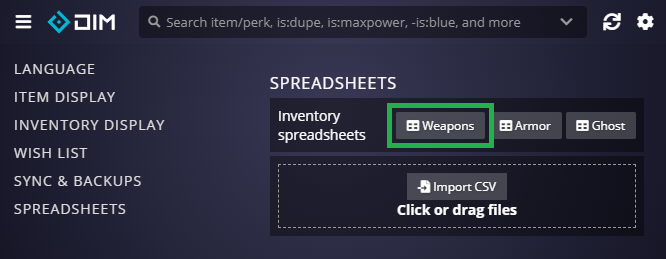 DIM
Search item/perk, is:dupe, is:maxpower, -is:blue, and more
LANGUAGE
ITEM DISPLAY
INVENTORY DISPLAY
WISH LIST
SYNC & BACKUPS
SPREADSHEETS
SPREADSHEETS
Inventory
spreadsheets
Weapons
Armor
Ghost
Import CSV
Click or drag files